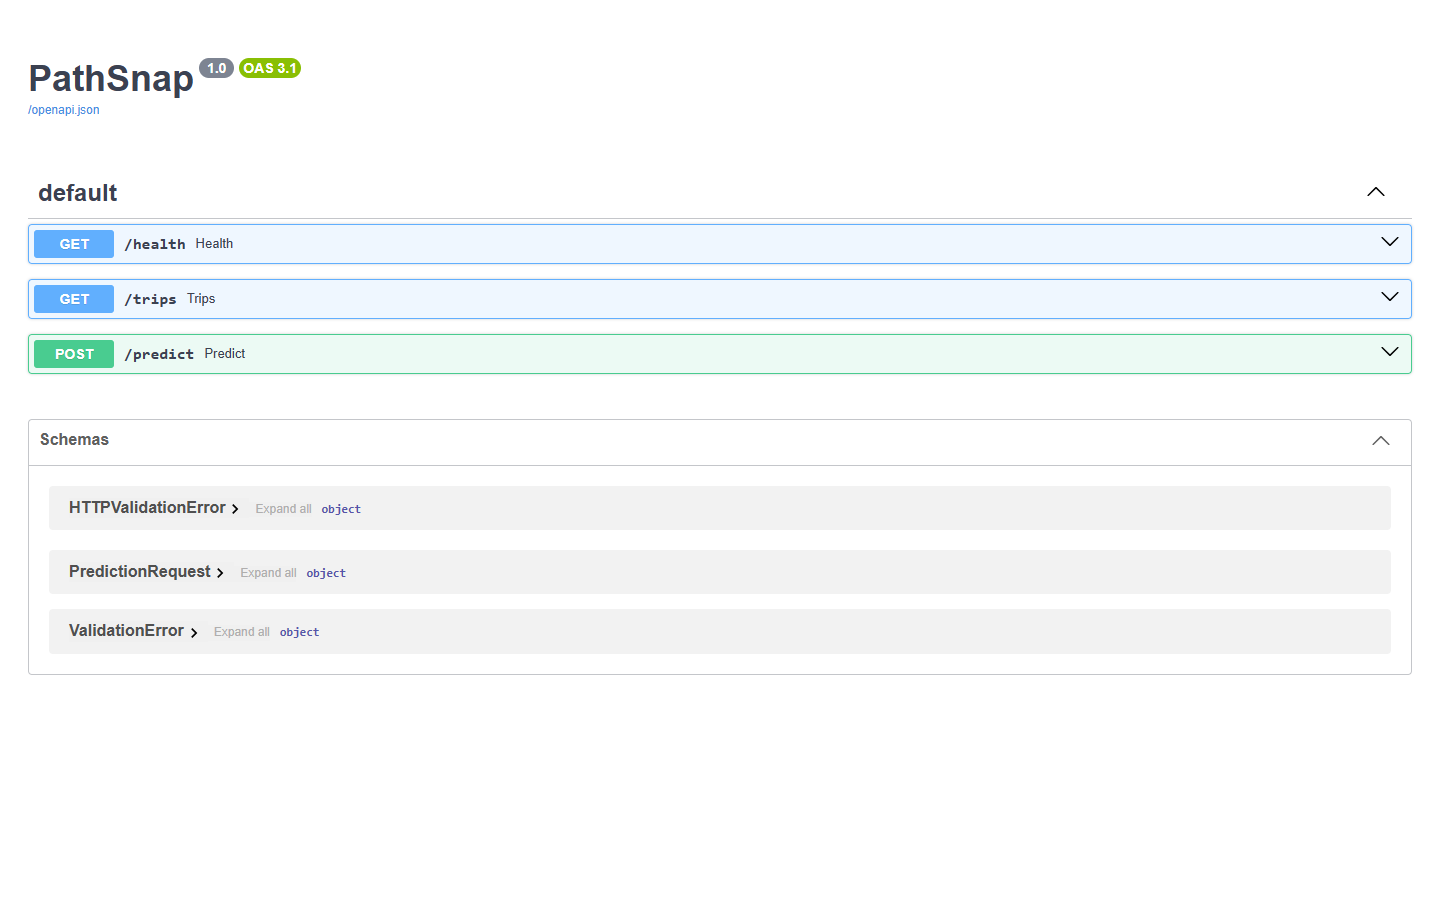 PathSnap 1.0 OAS 3.1
/openapi.json
default
GET /health Health
GET /trips Trips
POST /predict Predict
Schemas
HTTPValidationError Expand all object
PredictionRequest Expand all object
ValidationError Expand all object